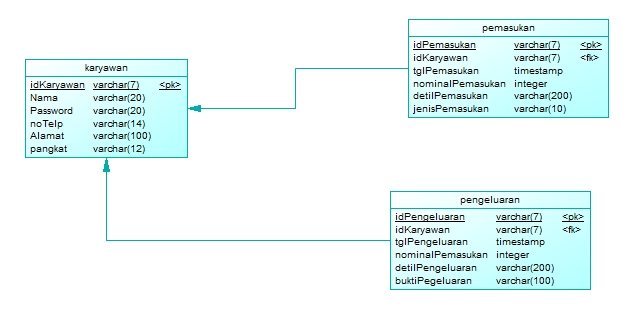 karyawan
idKaryawan varchar(7) <pk>
Nama varchar(20)
Password varchar(20)
noTelp varchar(14)
Alamat varchar(100)
pangkat varchar(12)
pemasukan
idPemasukan varchar(7) <pk>
idKaryawan varchar(7) <fk>
tglPemasukan timestamp
nominalPemasukan integer
detilPemasukan varchar(200)
jenisPemasukan varchar(10)
pengeluaran
idPengeluaran varchar(7) <pk>
idKaryawan varchar(7) <fk>
tglPengeluaran timestamp
nominalPemasukan integer
detilPengeluaran varchar(200)
buktiPegeluaran varchar(100)